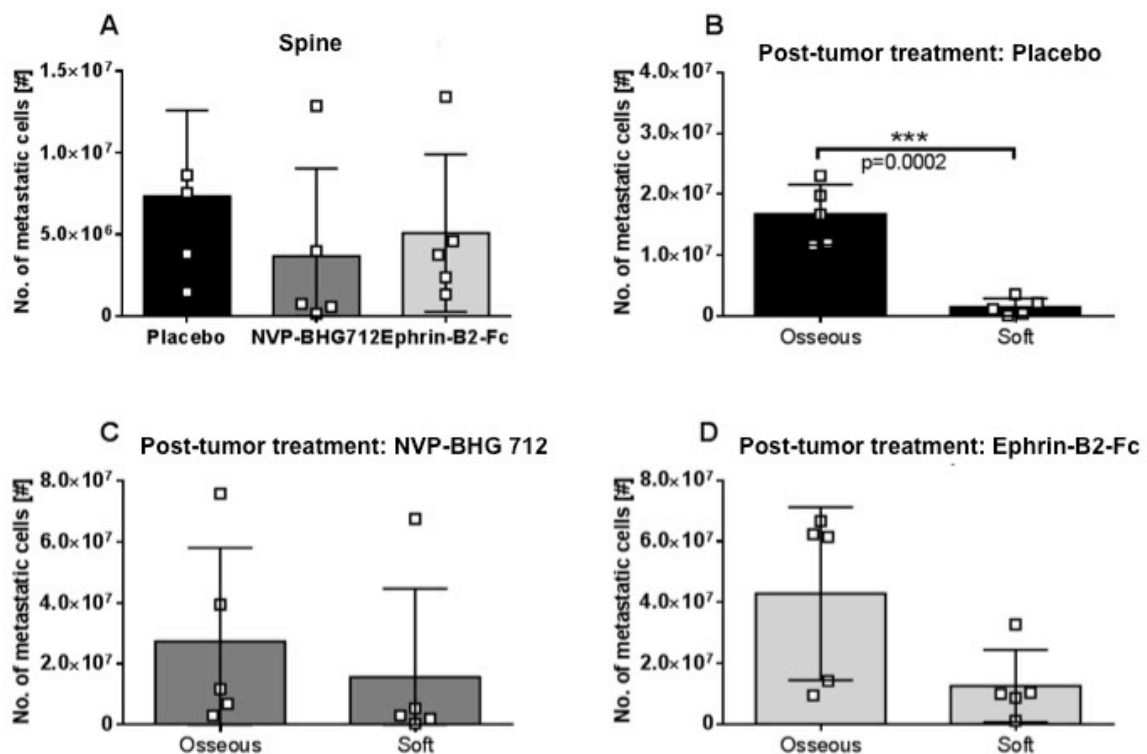 A
Spine
No. of metastatic cells [#]
1.5×10⁷
1.0×10⁷
5.0×10⁶
0
Placebo NVP-BHG712 Ephrin-B2-Fc
B
Post-tumor treatment: Placebo
No. of metastatic cells [#]
4.0×10⁷
3.0×10⁷
2.0×10⁷
1.0×10⁷
0
***
p=0.0002
Osseous Soft
C
Post-tumor treatment: NVP-BHG 712
No. of metastatic cells [#]
8.0×10⁷
6.0×10⁷
4.0×10⁷
2.0×10⁷
0
Osseous Soft
D
Post-tumor treatment: Ephrin-B2-Fc
No. of metastatic cells [#]
8.0×10⁷
6.0×10⁷
4.0×10⁷
2.0×10⁷
0
Osseous Soft